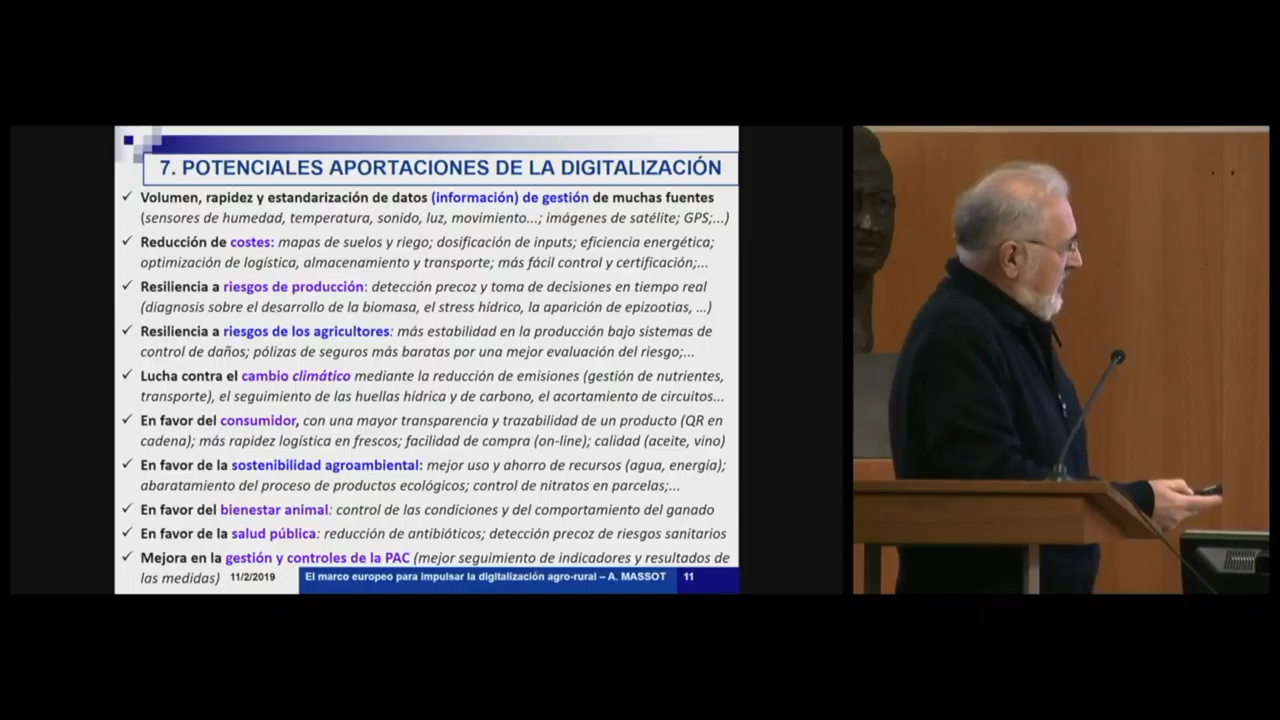 7. POTENCIALES APORTACIONES DE LA DIGITALIZACIÓN
✓ Volumen, rapidez y estandarización de datos (información) de gestión de muchas fuentes
(sensores de humedad, temperatura, sonido, luz, movimiento...; imágenes de satélite; GPS;...)
✓ Reducción de costes: mapas de suelos y riego; dosificación de inputs; eficiencia energética;
optimización de logística, almacenamiento y transporte; más fácil control y certificación;...
✓ Resiliencia a riesgos de producción: detección precoz y toma de decisiones en tiempo real
(diagnosis sobre el desarrollo de la biomasa, el stress hídrico, la aparición de epizootias, ...)
✓ Resiliencia a riesgos de los agricultores: más estabilidad en la producción bajo sistemas de
control de daños; pólizas de seguros más baratas por una mejor evaluación del riesgo;...
✓ Lucha contra el cambio climático mediante la reducción de emisiones (gestión de nutrientes,
transporte), el seguimiento de las huellas hídrica y de carbono, el acortamiento de circuitos...
✓ En favor del consumidor, con una mayor transparencia y trazabilidad de un producto (QR en
cadena); más rapidez logística en frescos; facilidad de compra (on-line); calidad (aceite, vino)
✓ En favor de la sostenibilidad agroambiental: mejor uso y ahorro de recursos (agua, energía);
abaratamiento del proceso de productos ecológicos; control de nitratos en parcelas;...
✓ En favor del bienestar animal: control de las condiciones y del comportamiento del ganado
✓ En favor de la salud pública: reducción de antibióticos; detección precoz de riesgos sanitarios
✓ Mejora en la gestión y controles de la PAC (mejor seguimiento de indicadores y resultados de
las medidas)
11/2/2019 El marco europeo para impulsar la digitalización agro-rural – A. MASSOT 11